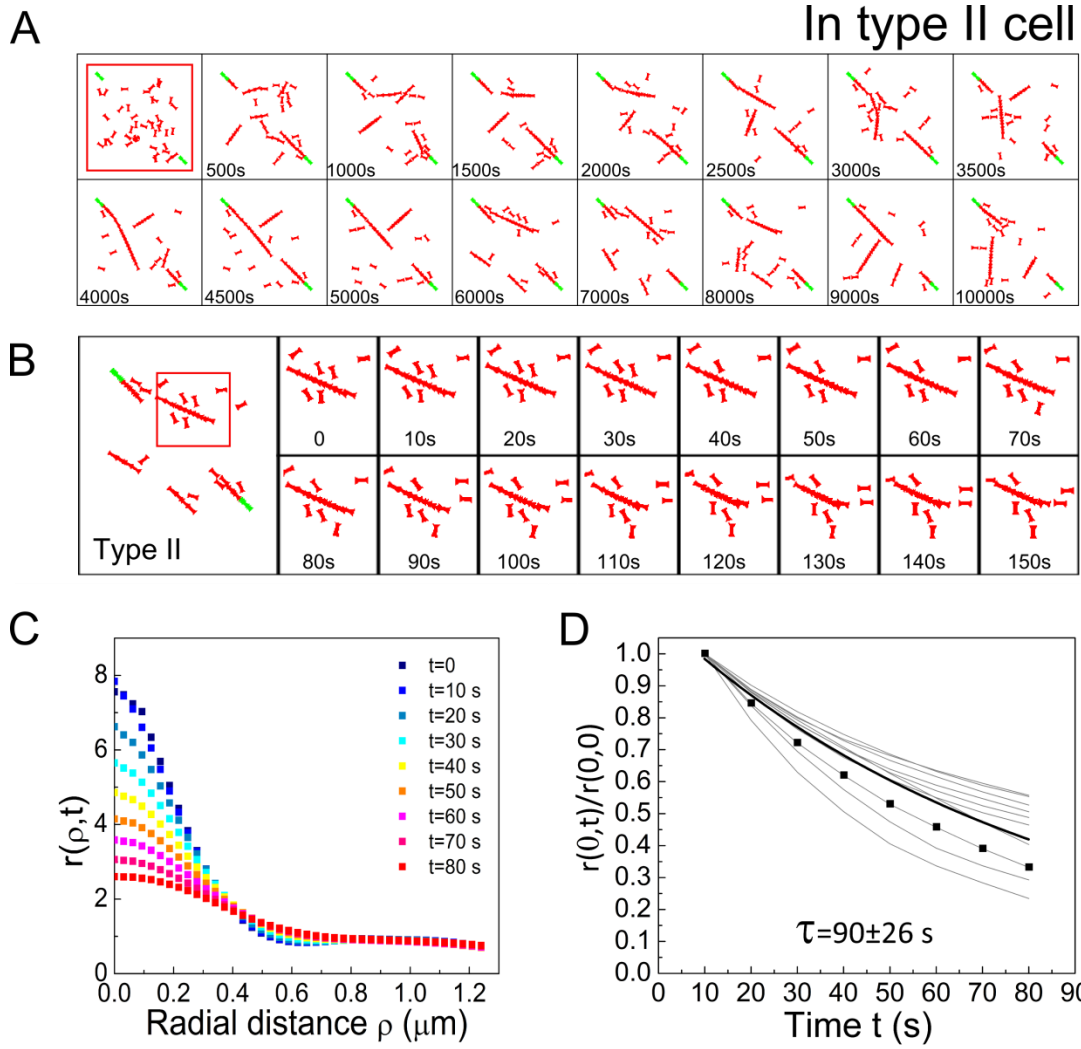 A
In type II cell
500s 1000s 1500s 2000s 2500s 3000s 3500s
4000s 4500s 5000s 6000s 7000s 8000s 9000s 10000s
B
Type II
0 10s 20s 30s 40s 50s 60s 70s
80s 90s 100s 110s 120s 130s 140s 150s
C
r(ρ,t)
8
6
4
2
0
0.0 0.2 0.4 0.6 0.8 1.0 1.2
Radial distance ρ (μm)
t=0
t=10 s
t=20 s
t=30 s
t=40 s
t=50 s
t=60 s
t=70 s
t=80 s
D
r(0,t)/r(0,0)
1.0
0.9
0.8
0.7
0.6
0.5
0.4
0.3
0.2
0.1
0.0
0 10 20 30 40 50 60 70 80 90
Time t (s)
τ=90±26 s